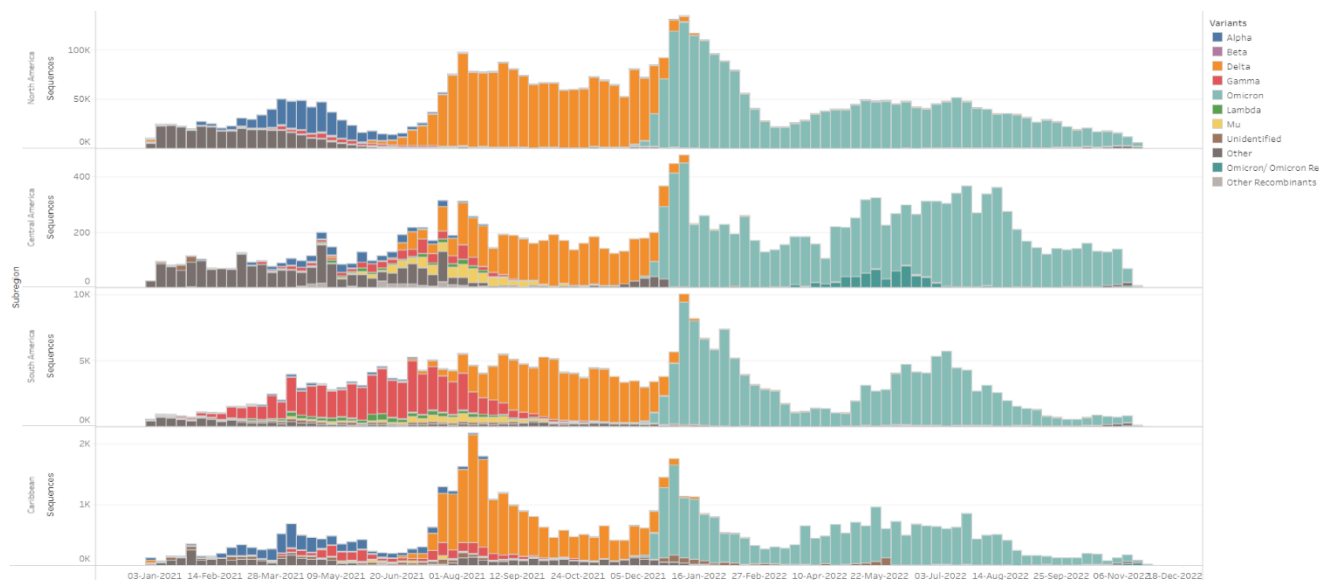 Variants
Alpha
Beta
Delta
Gamma
Omicron
Lambda
Mu
Unidentified
Other
Omicron/ Omicron Re
Other Recombinants
Subregion
North America
Sequences
100K
50K
0K
Central America
Sequences
400
200
0
South America
Sequences
10K
5K
0K
Caribbean
Sequences
2K
1K
0K
03-Jan-2021 14-Feb-2021 28-Mar-2021 09-May-2021 20-Jun-2021 01-Aug-2021 12-Sep-2021 24-Oct-2021 05-Dec-2021 16-Jan-2022 27-Feb-2022 10-Apr-2022 22-May-2022 03-Jul-2022 14-Aug-2022 25-Sep-2022 06-Nov-2022 18-Dec-2022